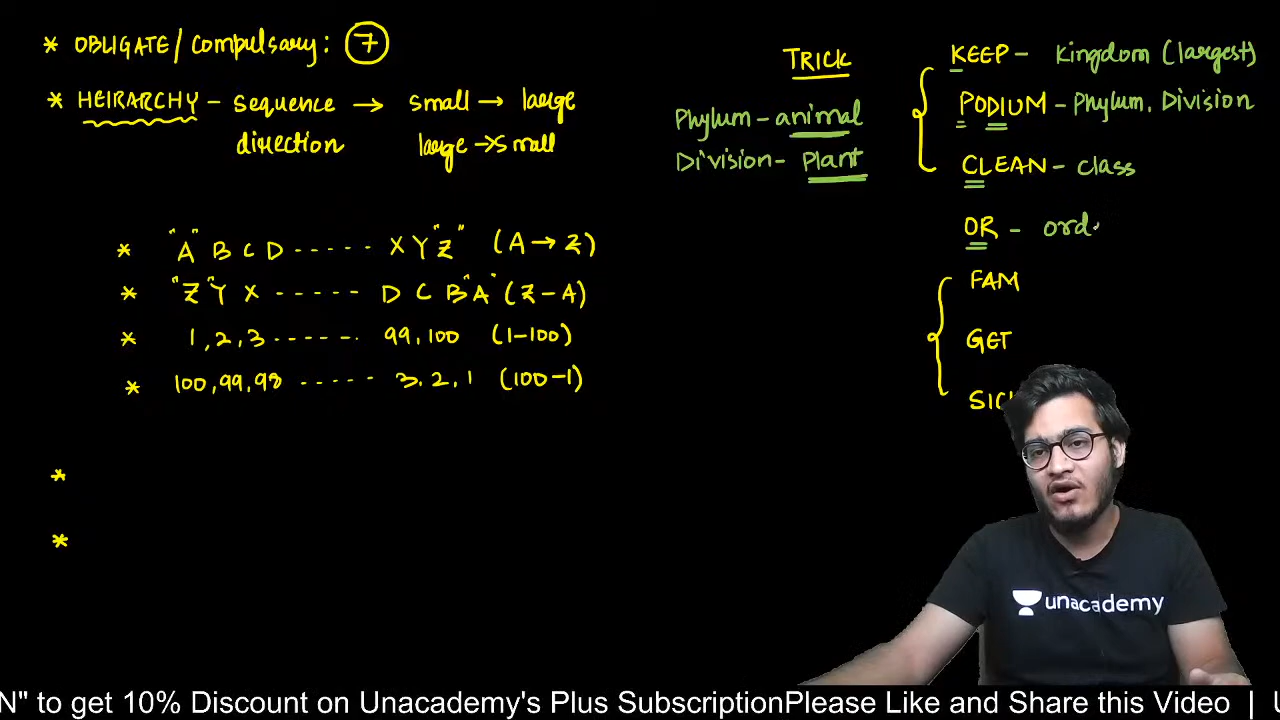 * OBLIGATE/Compulsary: 7
* HEIRARCHY - sequence → small → large
direction large → small
* "A" B C D ------ X Y "Z" (A → Z)
* "Z" Y X ------ D C B "A" (Z - A)
* 1, 2, 3 ------ 99, 100 (1-100)
* 100, 99, 98 ------ 3, 2, 1 (100-1)
*
*
TRICK
Phylum - animal
Division - Plant
KEEP - Kingdom (largest)
PODIUM - Phylum, Division
CLEAN - class
OR - ord
FAM
GET
unacademy
N" to get 10% Discount on Unacademy's Plus SubscriptionPlease Like and Share this Video | U